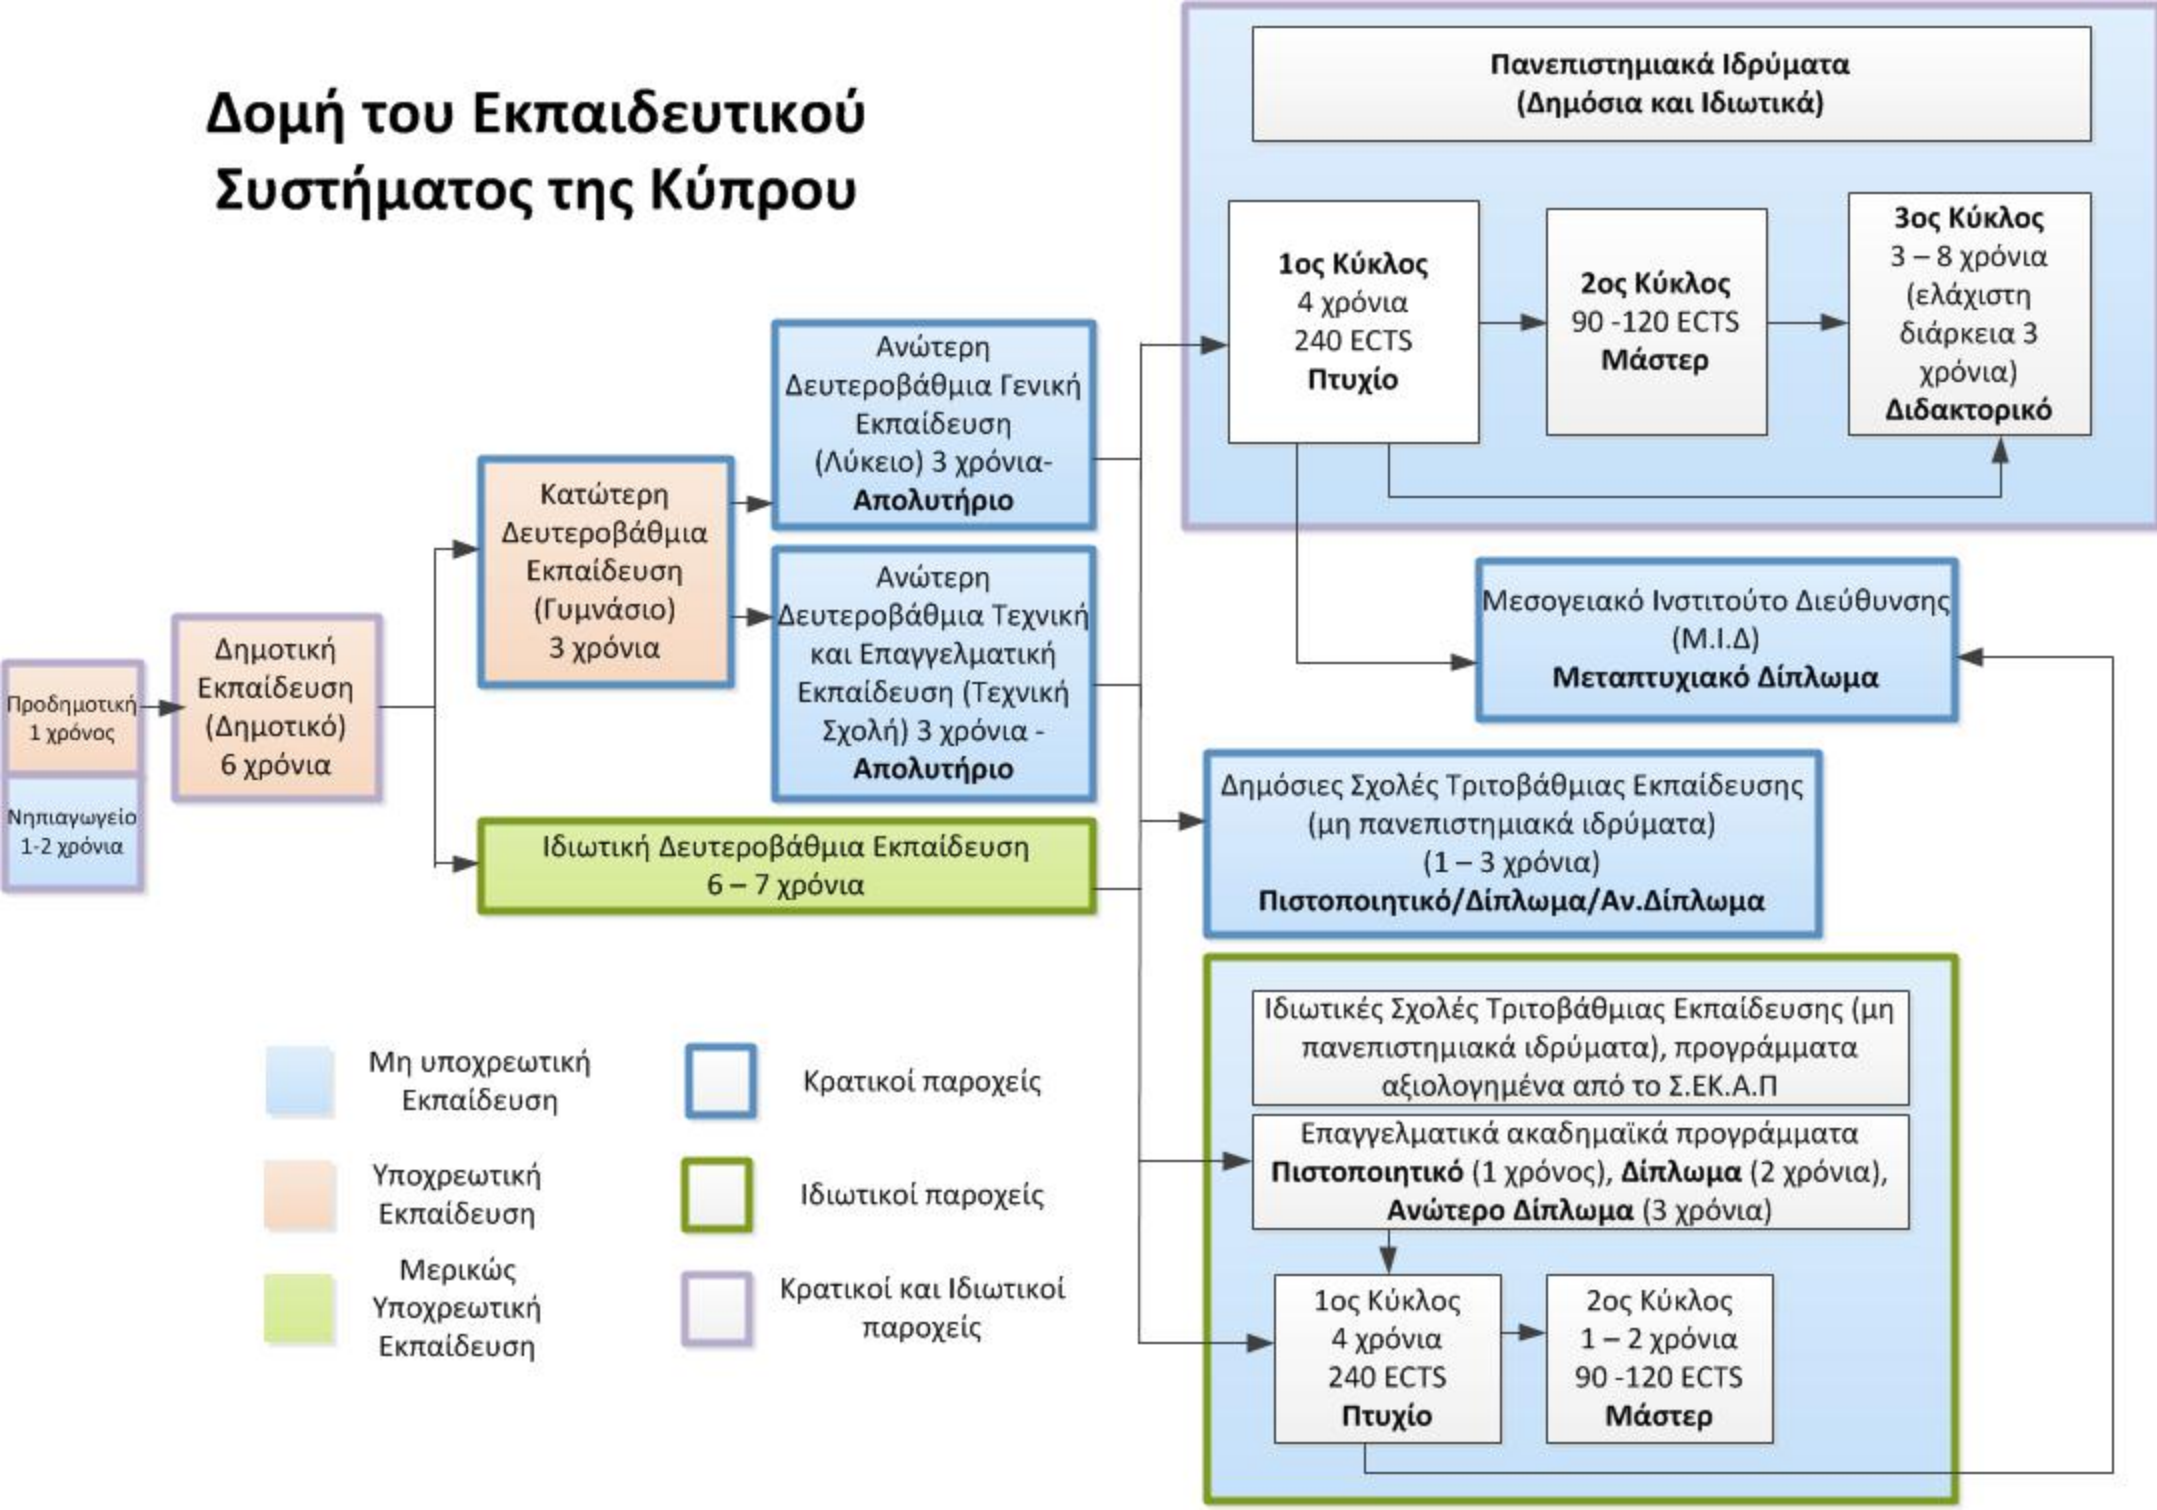 Δομή του Εκπαιδευτικού
Συστήματος της Κύπρου
Προδημοτική
1 χρόνος
Νηπιαγωγείο
1-2 χρόνια
Δημοτική
Εκπαίδευση
(Δημοτικό)
6 χρόνια
Κατώτερη
Δευτεροβάθμια
Εκπαίδευση
(Γυμνάσιο)
3 χρόνια
Ανώτερη
Δευτεροβάθμια Γενική
Εκπαίδευση
(Λύκειο) 3 χρόνια-
Απολυτήριο
Ανώτερη
Δευτεροβάθμια Τεχνική
και Επαγγελματική
Εκπαίδευση (Τεχνική
Σχολή) 3 χρόνια -
Απολυτήριο
Ιδιωτική Δευτεροβάθμια Εκπαίδευση
6 – 7 χρόνια
Πανεπιστημιακά Ιδρύματα
(Δημόσια και Ιδιωτικά)
1ος Κύκλος
4 χρόνια
240 ECTS
Πτυχίο
2ος Κύκλος
90 -120 ECTS
Μάστερ
3ος Κύκλος
3 – 8 χρόνια
(ελάχιστη
διάρκεια 3
χρόνια)
Διδακτορικό
Μεσογειακό Ινστιτούτο Διεύθυνσης
(Μ.Ι.Δ)
Μεταπτυχιακό Δίπλωμα
Δημόσιες Σχολές Τριτοβάθμιας Εκπαίδευσης
(μη πανεπιστημιακά ιδρύματα)
(1 – 3 χρόνια)
Πιστοποιητικό/Δίπλωμα/Αν.Δίπλωμα
Ιδιωτικές Σχολές Τριτοβάθμιας Εκπαίδευσης (μη
πανεπιστημιακά ιδρύματα), προγράμματα
αξιολογημένα από το Σ.ΕΚ.Α.Π
Επαγγελματικά ακαδημαϊκά προγράμματα
Πιστοποιητικό (1 χρόνος), Δίπλωμα (2 χρόνια),
Ανώτερο Δίπλωμα (3 χρόνια)
1ος Κύκλος
4 χρόνια
240 ECTS
Πτυχίο
2ος Κύκλος
1 – 2 χρόνια
90 -120 ECTS
Μάστερ
Μη υποχρεωτική
Εκπαίδευση
Υποχρεωτική
Εκπαίδευση
Μερικώς
Υποχρεωτική
Εκπαίδευση
Κρατικοί παροχείς
Ιδιωτικοί παροχείς
Κρατικοί και Ιδιωτικοί
παροχείς